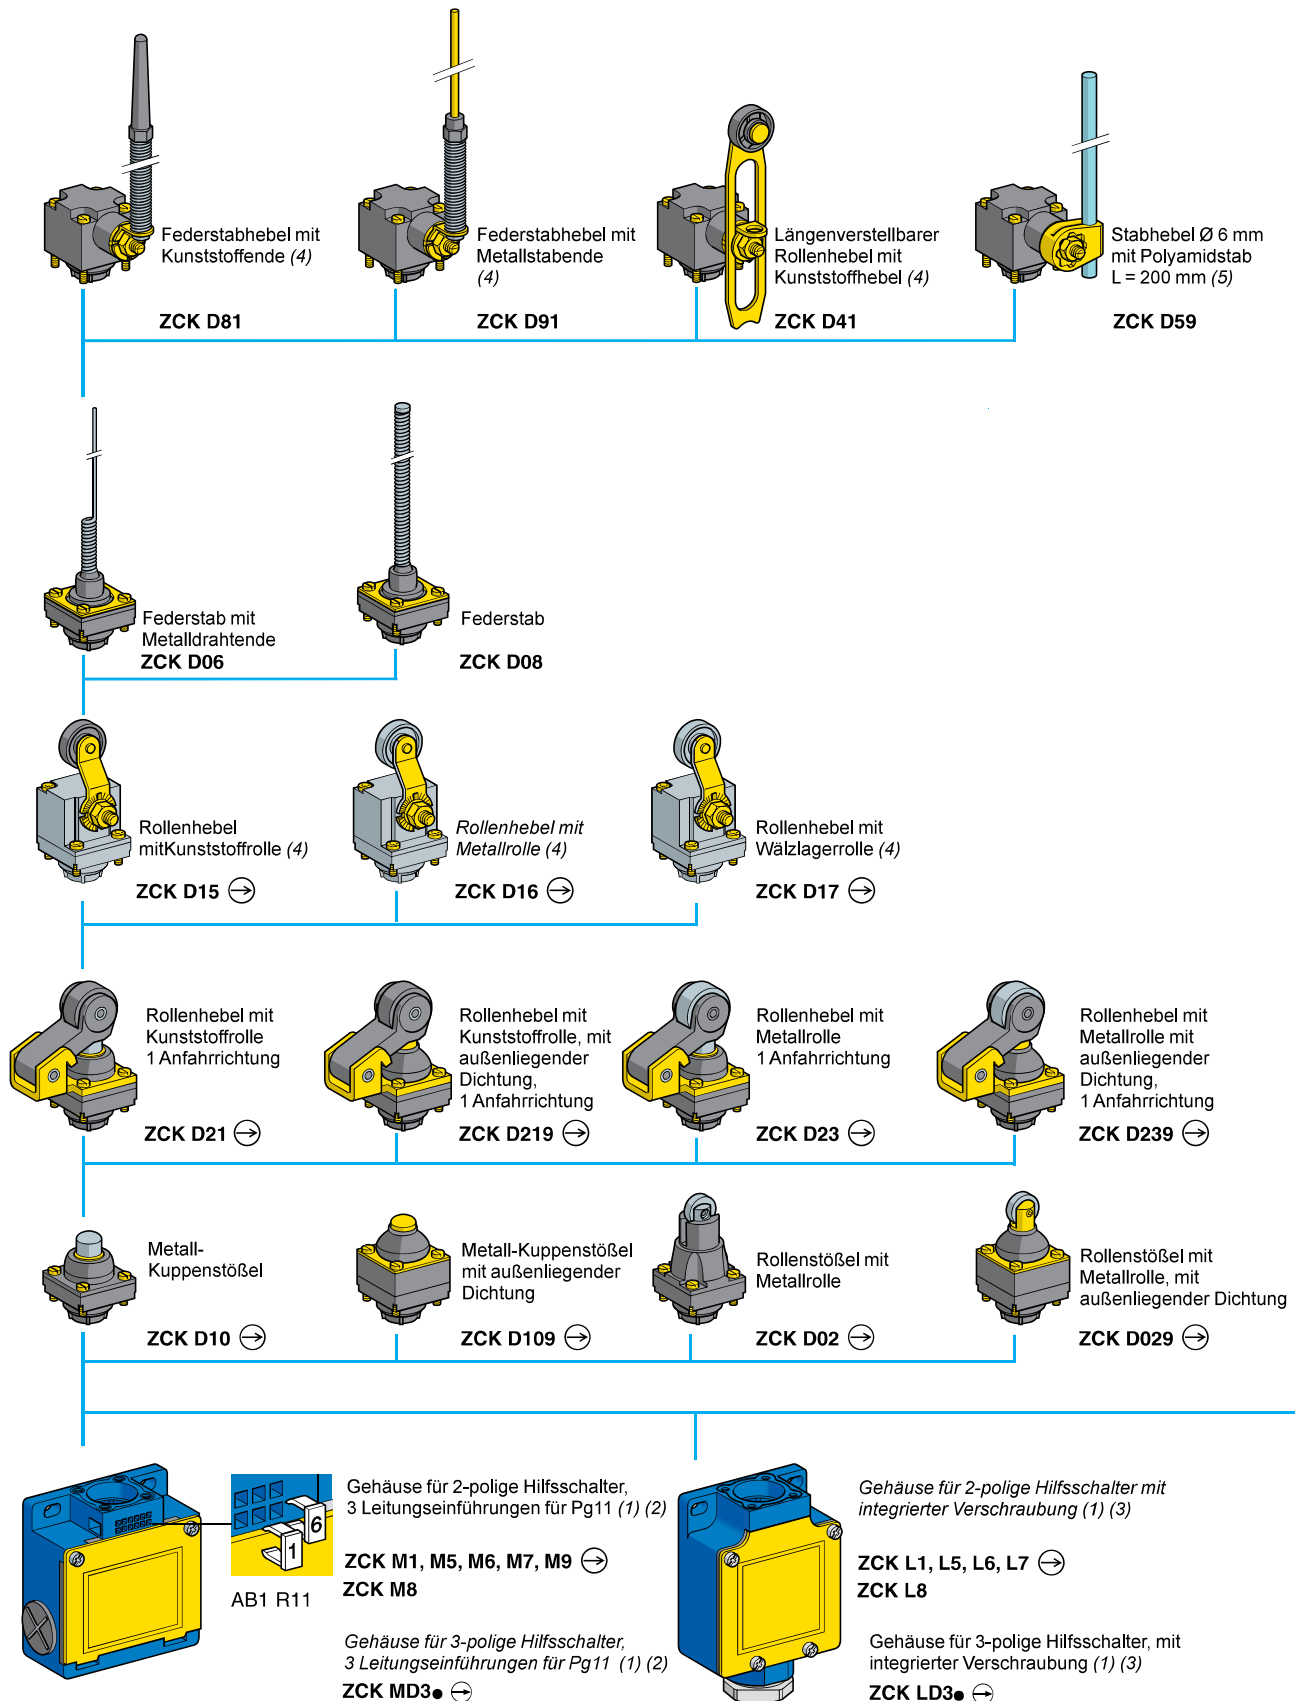 Federstabhebel mit
Kunststoffende (4)
ZCK D81
Federstabhebel mit
Metallstabende
(4)
ZCK D91
Längenverstellbarer
Rollenhebel mit
Kunststoffhebel (4)
ZCK D41
Stabhebel Ø 6 mm
mit Polyamidstab
L = 200 mm (5)
ZCK D59
Federstab mit
Metalldrahtende
ZCK D06
Federstab
ZCK D08
Rollenhebel
mitKunststoffrolle (4)
ZCK D15
Rollenhebel mit
Metallrolle (4)
ZCK D16
Rollenhebel mit
Wälzlagerrolle (4)
ZCK D17
Rollenhebel mit
Kunststoffrolle
1 Anfahrrichtung
ZCK D21
Rollenhebel mit
Kunststoffrolle, mit
außenliegender
Dichtung,
1 Anfahrrichtung
ZCK D219
Rollenhebel mit
Metallrolle
1 Anfahrrichtung
ZCK D23
Rollenhebel mit
Metallrolle mit
außenliegender
Dichtung,
1 Anfahrrichtung
ZCK D239
Metall-
Kuppenstößel
ZCK D10
Metall-Kuppenstößel
mit außenliegender
Dichtung
ZCK D109
Rollenstößel mit
Metallrolle
ZCK D02
Rollenstößel mit
Metallrolle, mit
außenliegender Dichtung
ZCK D029
6
1
AB1 R11
Gehäuse für 2-polige Hilfsschalter,
3 Leitungseinführungen für Pg11 (1) (2)
ZCK M1, M5, M6, M7, M9
ZCK M8
Gehäuse für 3-polige Hilfsschalter,
3 Leitungseinführungen für Pg11 (1) (2)
ZCK MD3●
Gehäuse für 2-polige Hilfsschalter mit
integrierter Verschraubung (1) (3)
ZCK L1, L5, L6, L7
ZCK L8
Gehäuse für 3-polige Hilfsschalter, mit
integrierter Verschraubung (1) (3)
ZCK LD3●